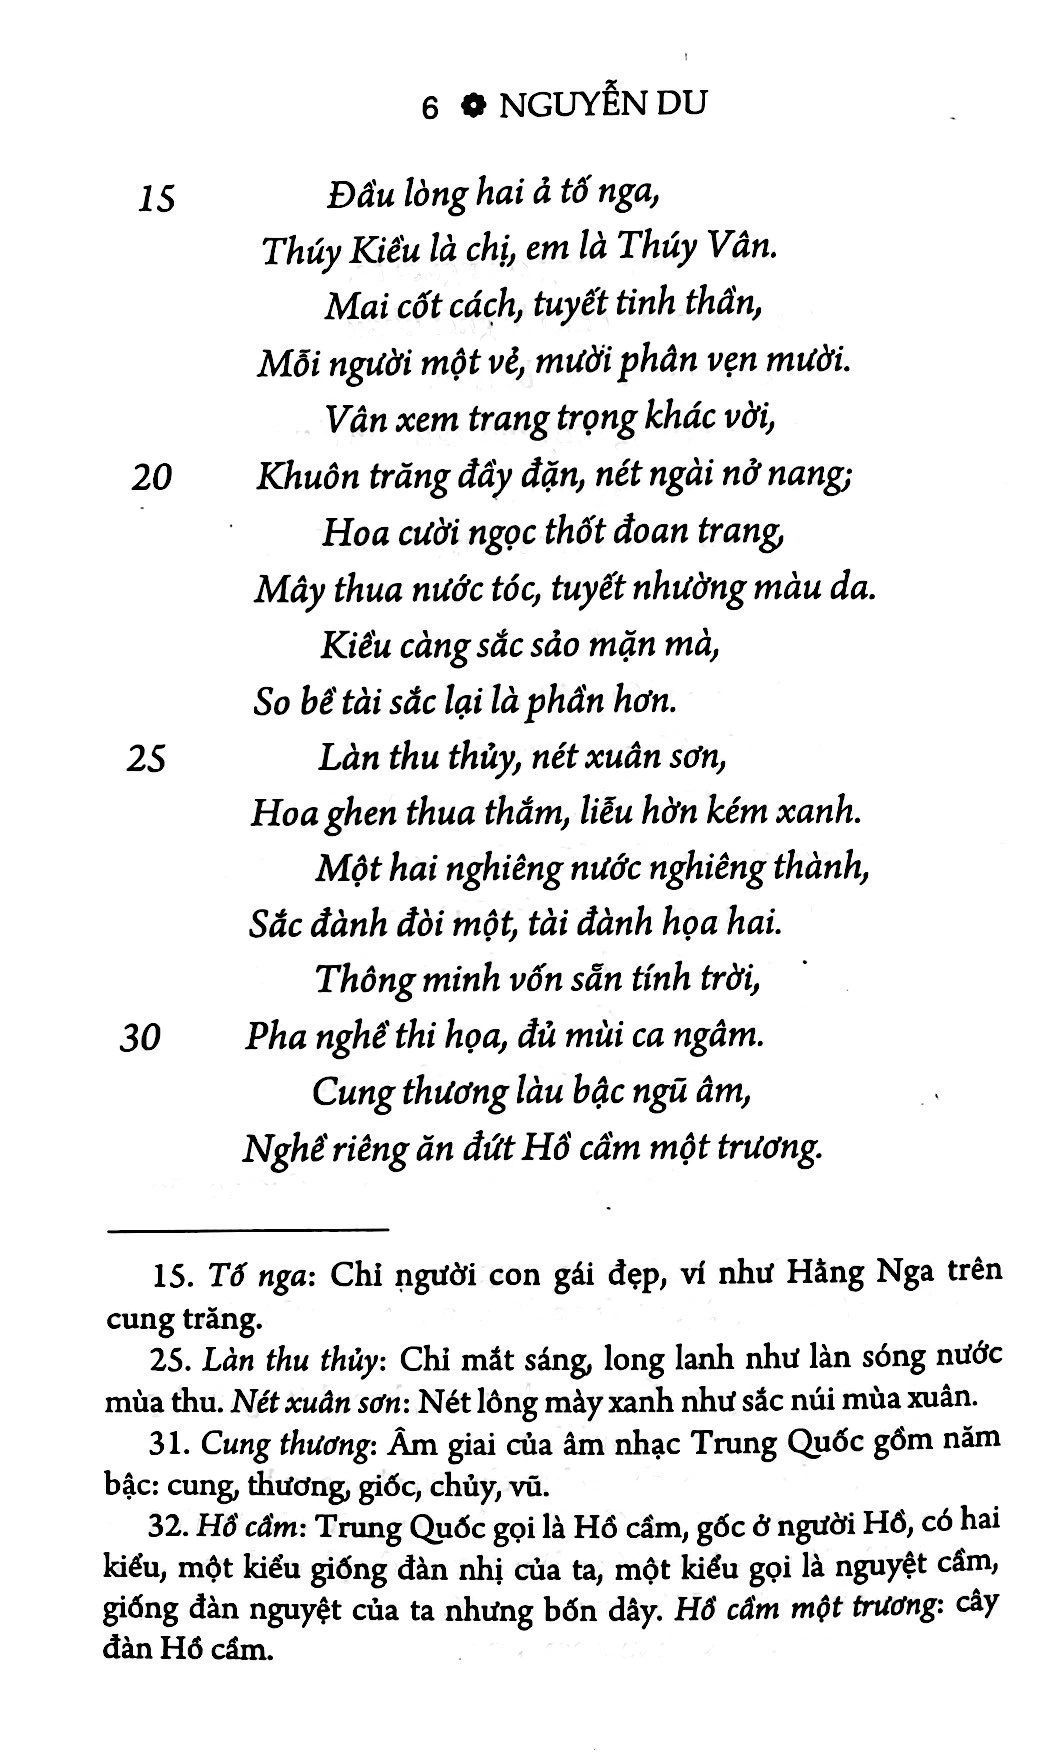 6 ✽ NGUYỄN DU
15 Đầu lòng hai ả tố nga,
Thúy Kiều là chị, em là Thúy Vân.
Mai cốt cách, tuyết tinh thần,
Mỗi người một vẻ, mười phân vẹn mười.
Vân xem trang trọng khác vời,
20 Khuôn trăng đầy đặn, nét ngài nở nang;
Hoa cười ngọc thốt đoan trang,
Mây thua nước tóc, tuyết nhường màu da.
Kiều càng sắc sảo mặn mà,
So bề tài sắc lại là phần hơn.
25 Làn thu thủy, nét xuân sơn,
Hoa ghen thua thắm, liễu hờn kém xanh.
Một hai nghiêng nước nghiêng thành,
Sắc đành đòi một, tài đành họa hai.
Thông minh vốn sẵn tính trời,
30 Pha nghề thi họa, đủ mùi ca ngâm.
Cung thương làu bậc ngũ âm,
Nghề riêng ăn đứt Hồ cầm một trương.
15. Tố nga: Chỉ người con gái đẹp, ví như Hằng Nga trên
cung trăng.
25. Làn thu thủy: Chỉ mắt sáng, long lanh như làn sóng nước
mùa thu. Nét xuân sơn: Nét lông mày xanh như sắc núi mùa xuân.
31. Cung thương: Âm giai của âm nhạc Trung Quốc gồm năm
bậc: cung, thương, giốc, chủy, vũ.
32. Hồ cầm: Trung Quốc gọi là Hồ cầm, gốc ở người Hồ, có hai
kiểu, một kiểu giống đàn nhị của ta, một kiểu gọi là nguyệt cầm,
giống đàn nguyệt của ta nhưng bốn dây. Hồ cầm một trương: cây
đàn Hồ cầm.